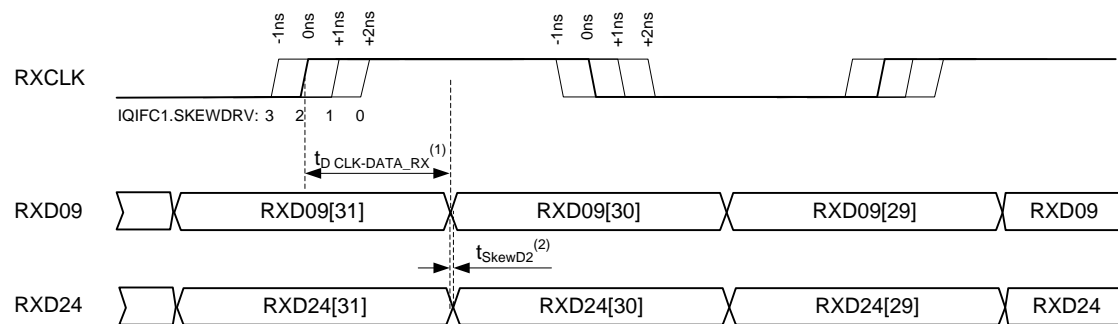 -1ns 0ns +1ns +2ns -1ns 0ns +1ns +2ns
RXCLK
IQIFC1.SKEWDRV: 3 2 1 0
tD CLK-DATA_RX(1)
RXD09 RXD09[31] RXD09[30] RXD09[29] RXD09
tSkewD2(2)
RXD24 RXD24[31] RXD24[30] RXD24[29] RXD24